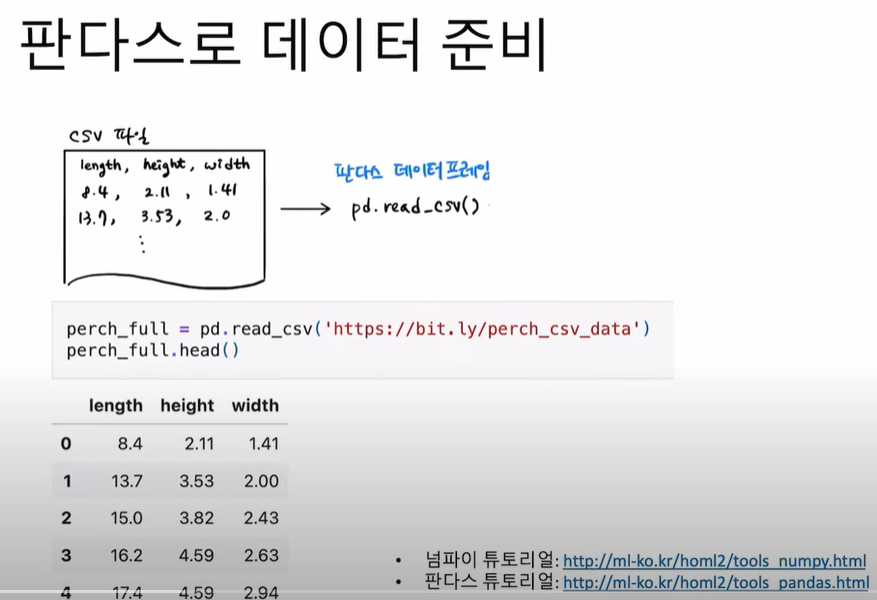 판다스로 데이터 준비
csv 파일
length, height, width
8.4, 2.11, 1.41
13.7, 3.53, 2.0
⋮
판다스 데이터프레임
pd.read_csv()
perch_full = pd.read_csv('https://bit.ly/perch_csv_data')
perch_full.head()
length height width
0 8.4 2.11 1.41
1 13.7 3.53 2.00
2 15.0 3.82 2.43
3 16.2 4.59 2.63
4 17.4 4.59 2.94
• 넘파이 튜토리얼: http://ml-ko.kr/homl2/tools_numpy.html
• 판다스 튜토리얼: http://ml-ko.kr/homl2/tools_pandas.html